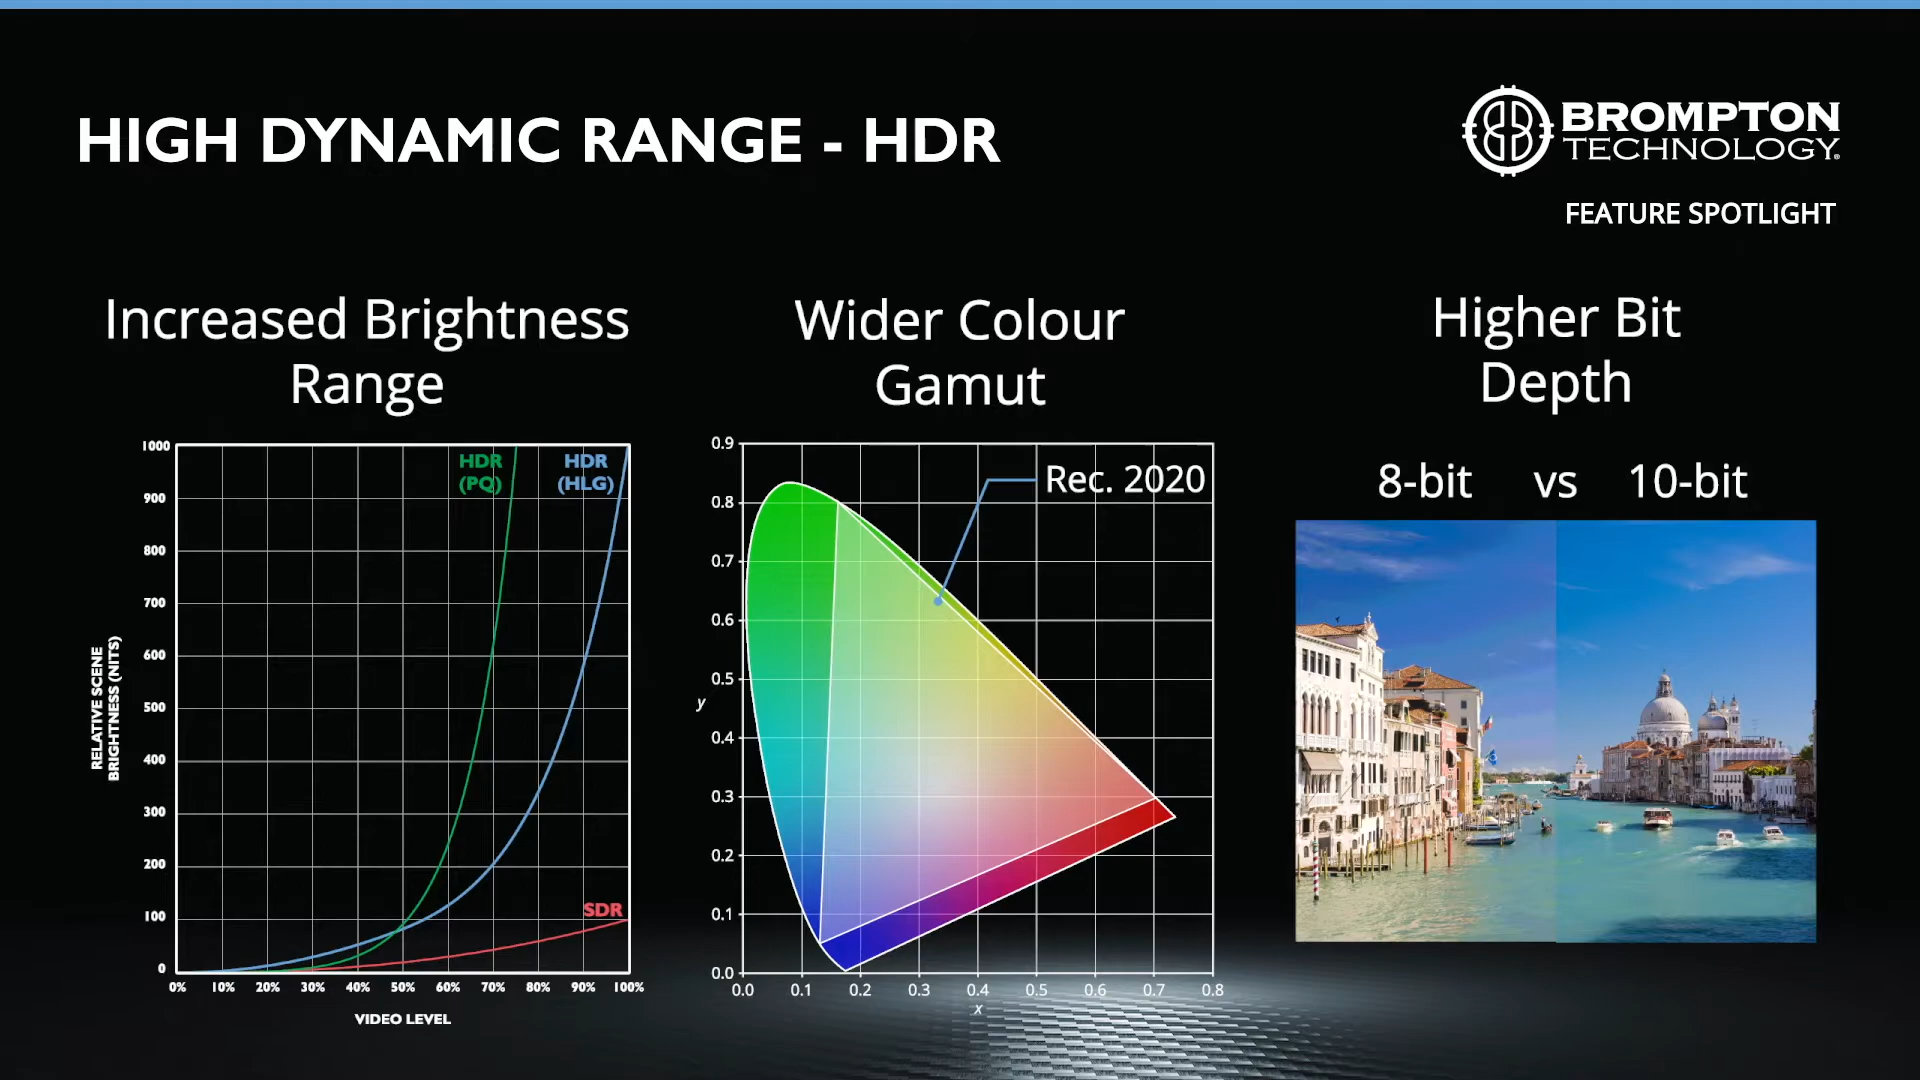 HIGH DYNAMIC RANGE - HDR
BROMPTON
TECHNOLOGY®
FEATURE SPOTLIGHT
Increased Brightness
Range
1000
900
800
700
600
500
400
300
200
100
0
RELATIVE SCENE
BRIGHTNESS (NITS)
HDR
(PQ)
HDR
(HLG)
SDR
0% 10% 20% 30% 40% 50% 60% 70% 80% 90% 100%
VIDEO LEVEL
Wider Colour
Gamut
0.9
0.8
0.7
0.6
0.5
0.4
0.3
0.2
0.1
0.0
y
Rec. 2020
0.0 0.1 0.2 0.3 0.4 0.5 0.6 0.7 0.8
x
Higher Bit
Depth
8-bit vs 10-bit